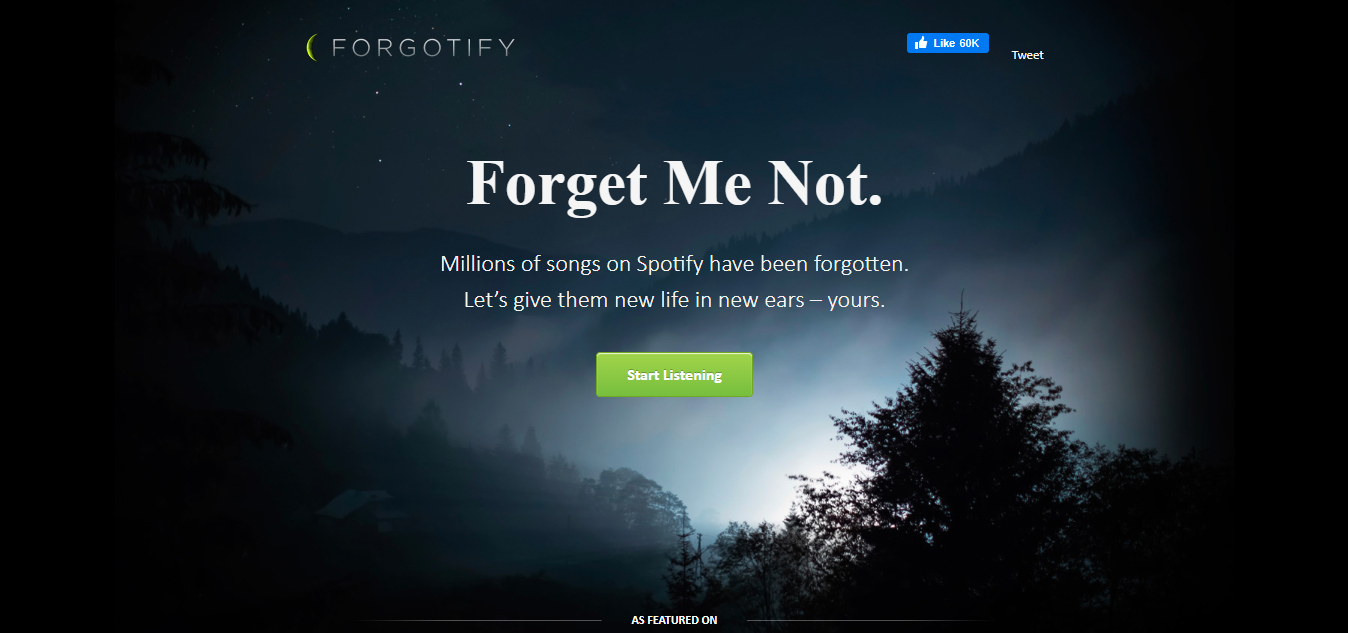 FORGOTIFY
Like 60K
Tweet
Forget Me Not.
Millions of songs on Spotify have been forgotten.
Let's give them new life in new ears – yours.
Start Listening
AS FEATURED ON